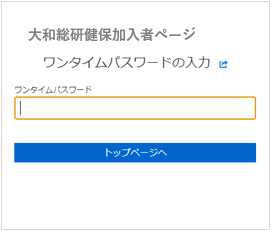 大和総研健保加入者ページ
ワンタイムパスワードの入力
ワンタイムパスワード
トップページへ